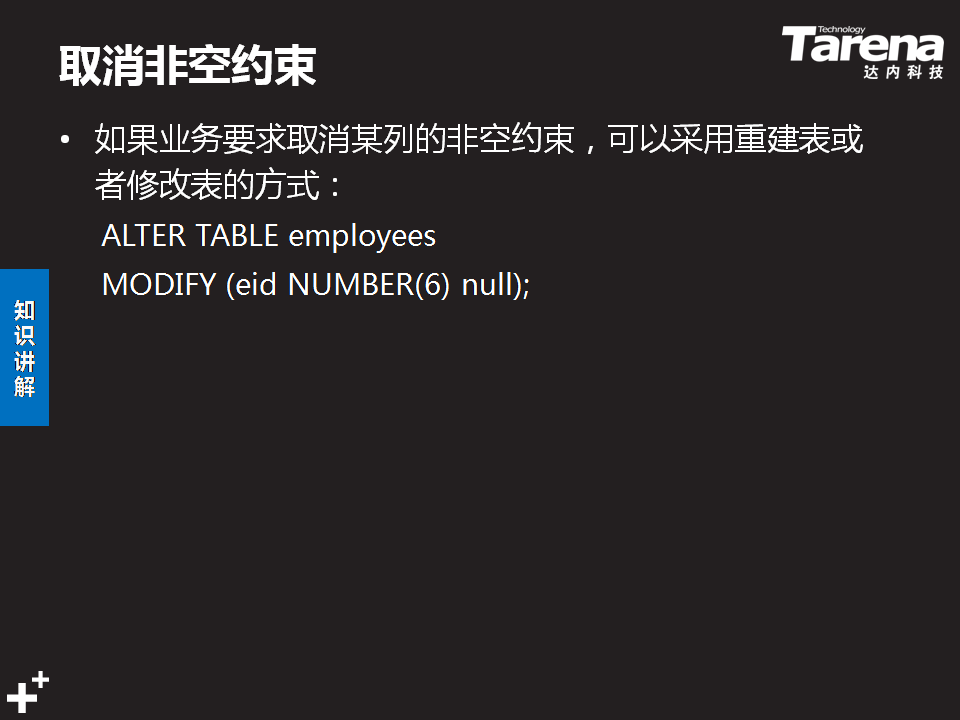 取消非空约束
Technology
Tarena
达内科技
• 如果业务要求取消某列的非空约束，可以采用重建表或
者修改表的方式：
ALTER TABLE employees
MODIFY (eid NUMBER(6) null);
知
识
讲
解